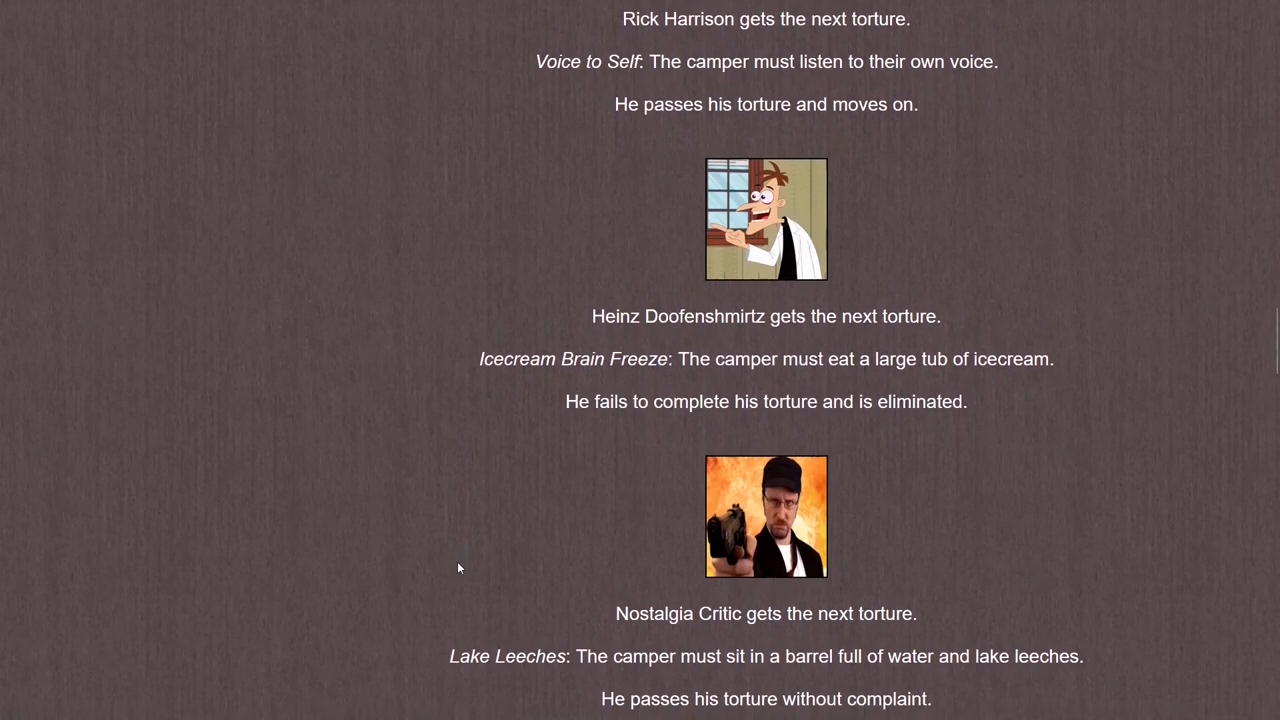 Rick Harrison gets the next torture.
Voice to Self: The camper must listen to their own voice.
He passes his torture and moves on.
Heinz Doofenshmirtz gets the next torture.
Icecream Brain Freeze: The camper must eat a large tub of icecream.
He fails to complete his torture and is eliminated.
Nostalgia Critic gets the next torture.
Lake Leeches: The camper must sit in a barrel full of water and lake leeches.
He passes his torture without complaint.